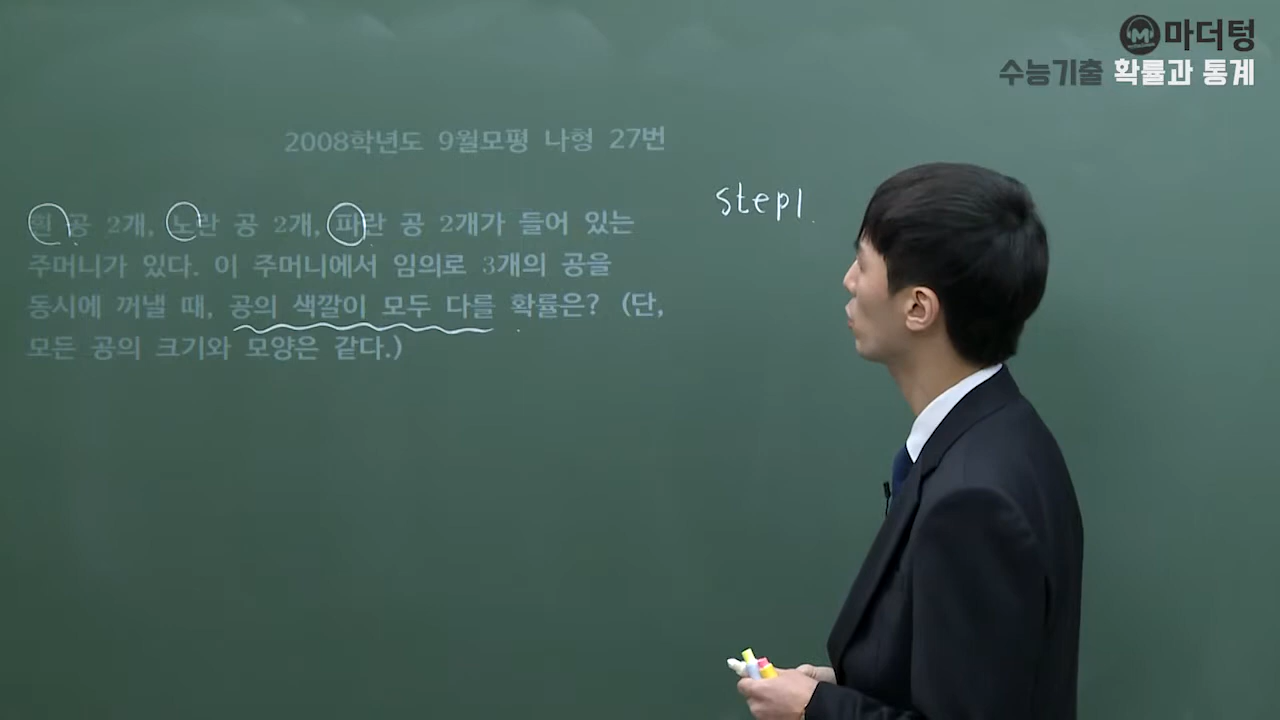 마더텅
수능기출 확률과 통계
2008학년도 9월모평 나형 27번
흰 공 2개, 노란 공 2개, 파란 공 2개가 들어 있는
주머니가 있다. 이 주머니에서 임의로 3개의 공을
동시에 꺼낼 때, 공의 색깔이 모두 다를 확률은? (단,
모든 공의 크기와 모양은 같다.)
step1.